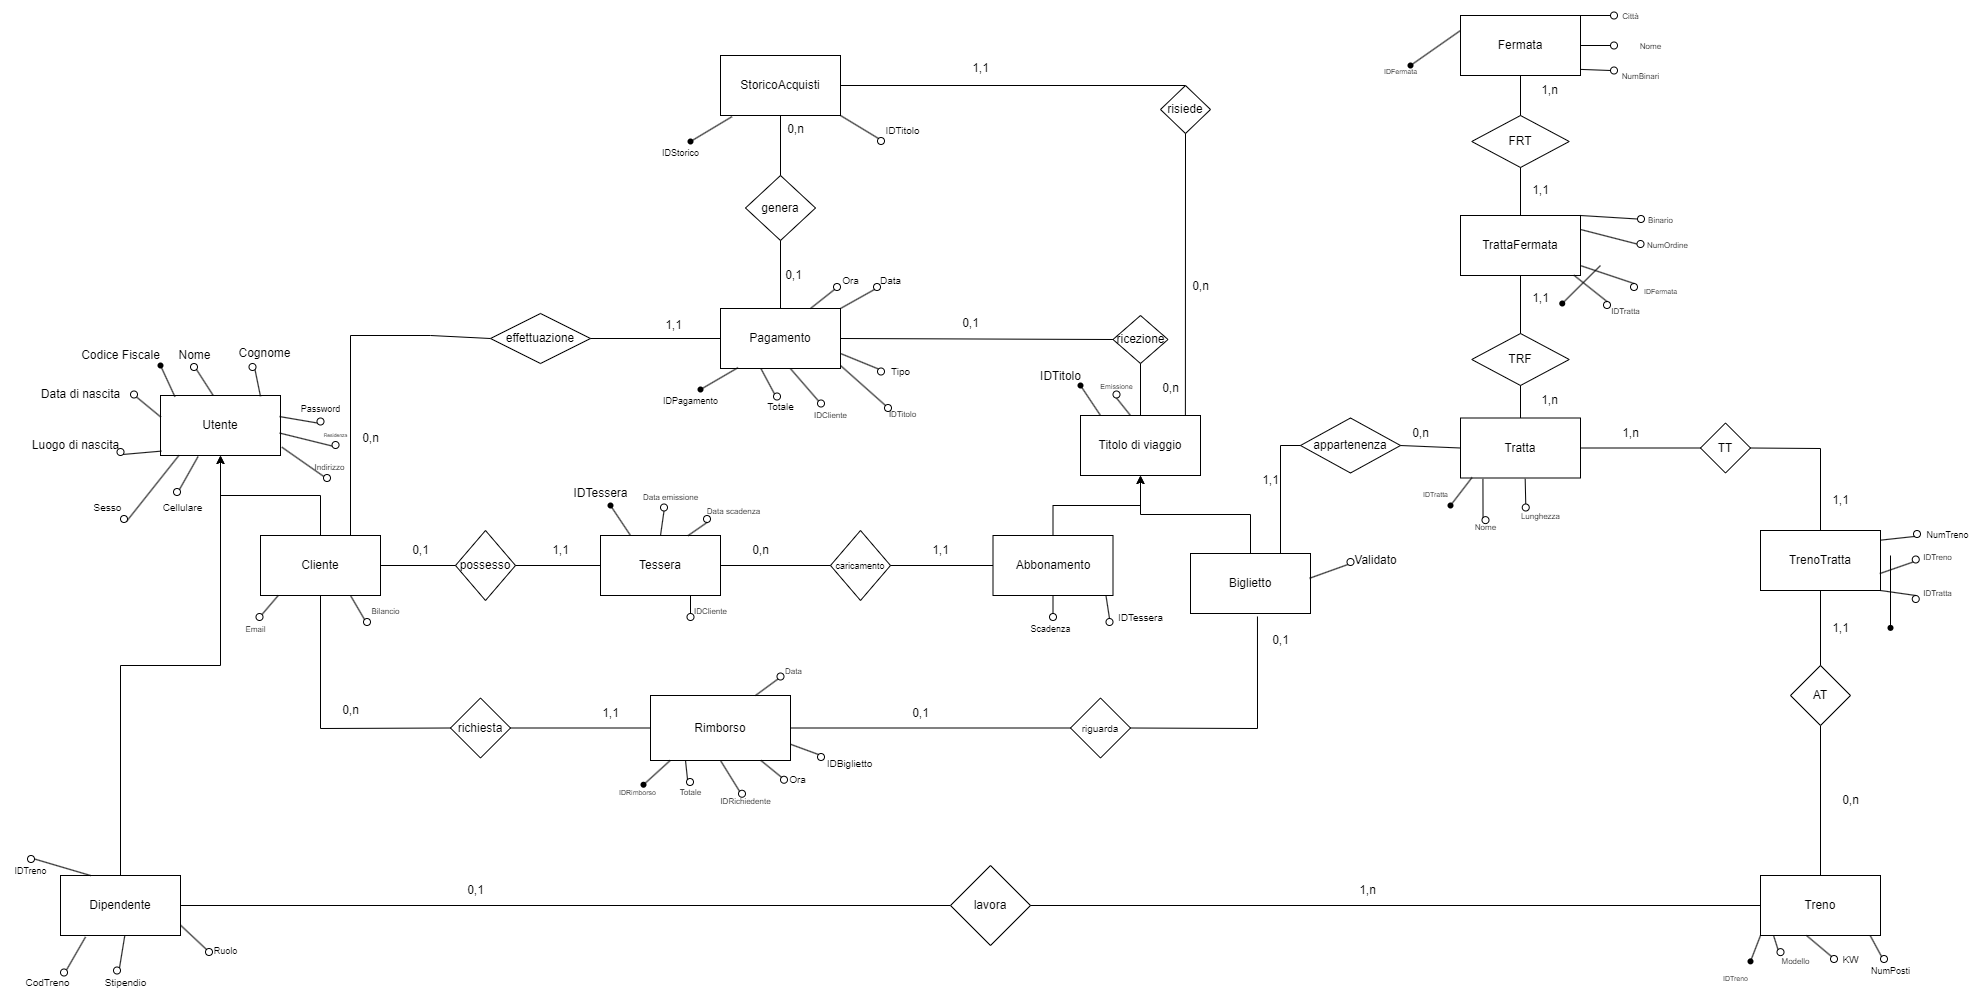 Città
Fermata
Nome
IDFermata
NumBinari
1,1
StoricoAcquisti
1,n
risiede
0,n
IDTitolo
IDStorico
FRT
1,1
genera
Binario
TrattaFermata
NumOrdine
0,1
Ora
Data
0,n
1,1
IDFermata
IDTratta
0,1
1,1
effettuazione
Pagamento
ricezione
TRF
Codice Fiscale
Nome
Cognome
Tipo
IDTitolo
Emissione
0,n
1,n
Data di nascita
IDPagamento
Totale
IDCliente
IDTitolo
Password
Utente
Residenza
0,n
Luogo di nascita
Titolo di viaggio
appartenenza
0,n
Tratta
1,n
TT
Indirizzo
1,1
Sesso
Cellulare
IDTessera
Data emissione
Data scadenza
IDTratta
Nome
Lunghezza
1,1
NumTreno
Cliente
0,1
possesso
1,1
Tessera
0,n
caricamento
1,1
Abbonamento
Biglietto
Validato
TrenoTratta
IDTreno
IDTratta
Email
Bilancio
IDCliente
Scadenza
IDTessera
0,1
1,1
Data
0,n
richiesta
1,1
Rimborso
0,1
riguarda
AT
IDBiglietto
IDRimborso
Totale
IDRichiedente
Ora
0,n
IDTreno
Dipendente
0,1
lavora
1,n
Treno
Ruolo
CodTreno
Stipendio
IDTreno
Modello
KW
NumPosti